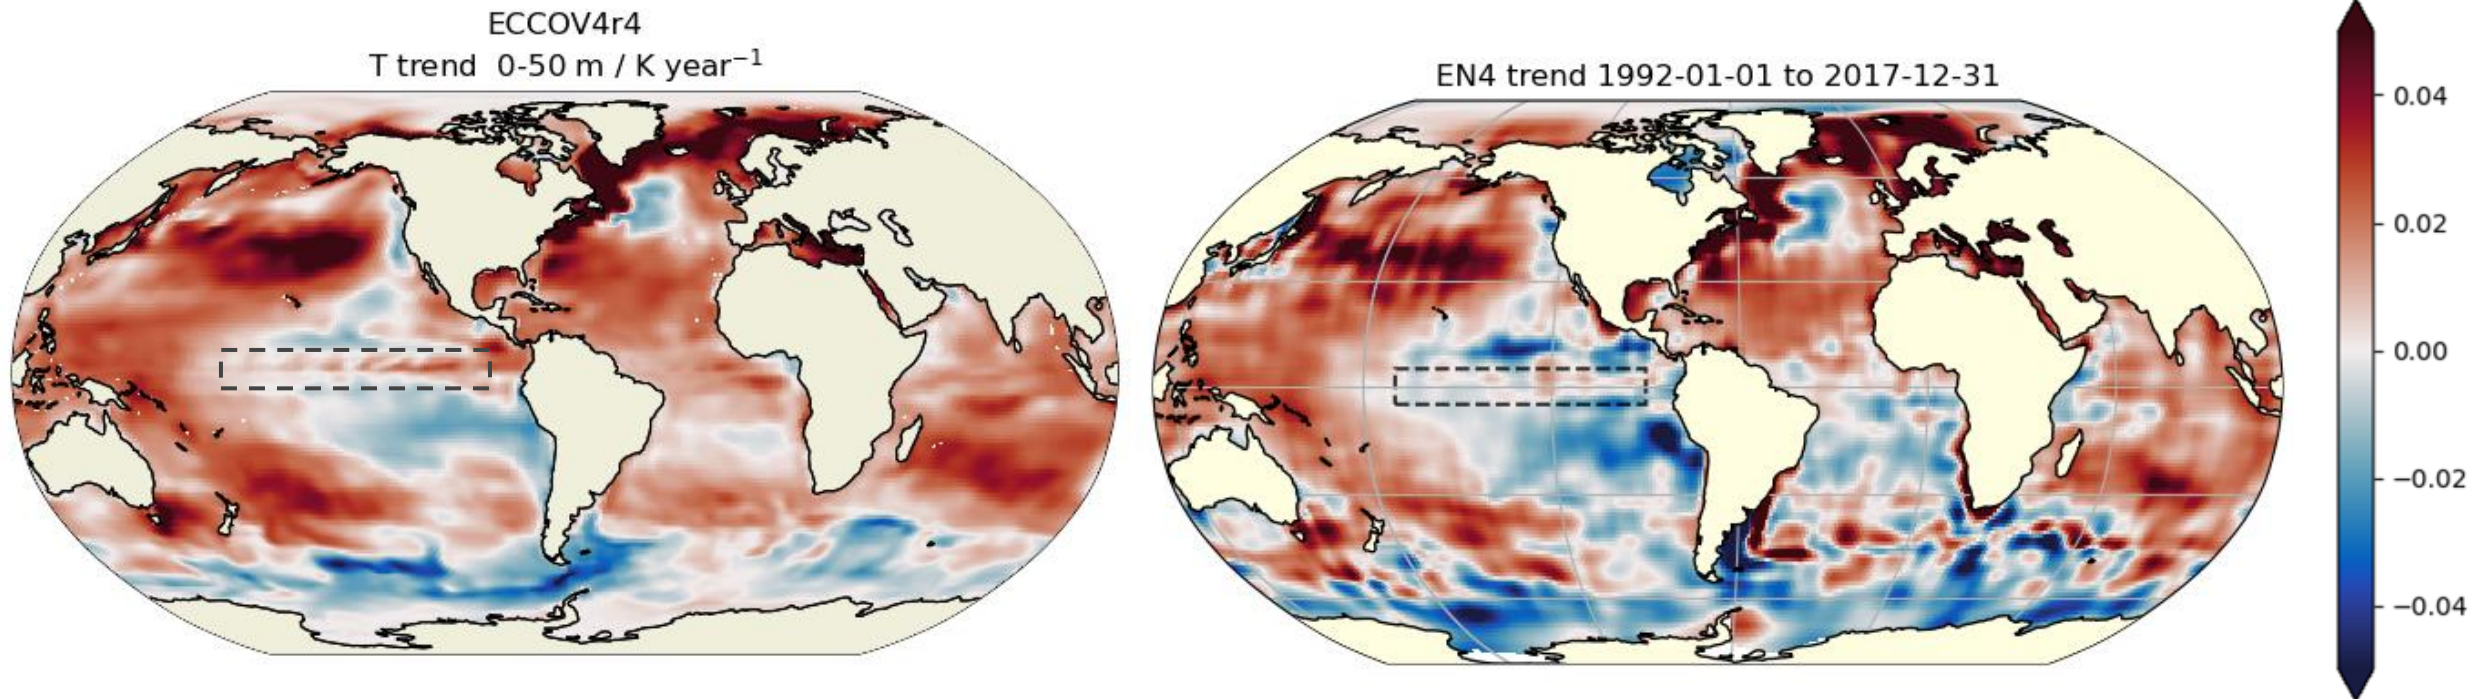 ECCOV4r4
T trend  0-50 m / K year⁻¹
EN4 trend 1992-01-01 to 2017-12-31
0.04
0.02
0.00
−0.02
−0.04